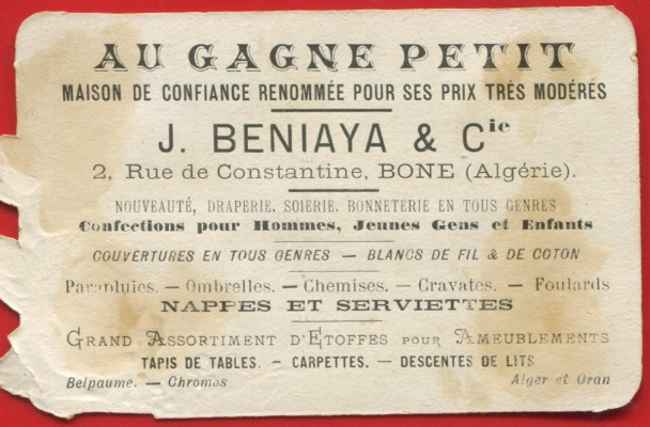 AU GAGNE PETIT
MAISON DE CONFIANCE RENOMMÉE POUR SES PRIX TRÈS MODÉRÉS
J. BENIAYA & Cie
2, Rue de Constantine, BONE (Algérie).
NOUVEAUTÉ, DRAPERIE, SOIERIE, BONNETERIE EN TOUS GENRES
Confections pour Hommes, Jeunes Gens et Enfants
COUVERTURES EN TOUS GENRES — BLANCS DE FIL & DE COTON
Parapluies. — Ombrelles. — Chemises. — Cravates. — Foulards
NAPPES ET SERVIETTES
GRAND ASSORTIMENT D'ETOFFES POUR AMEUBLEMENTS
TAPIS DE TABLES. - CARPETTES. — DESCENTES DE LITS
Belpaume. — Chromos Alger et Oran